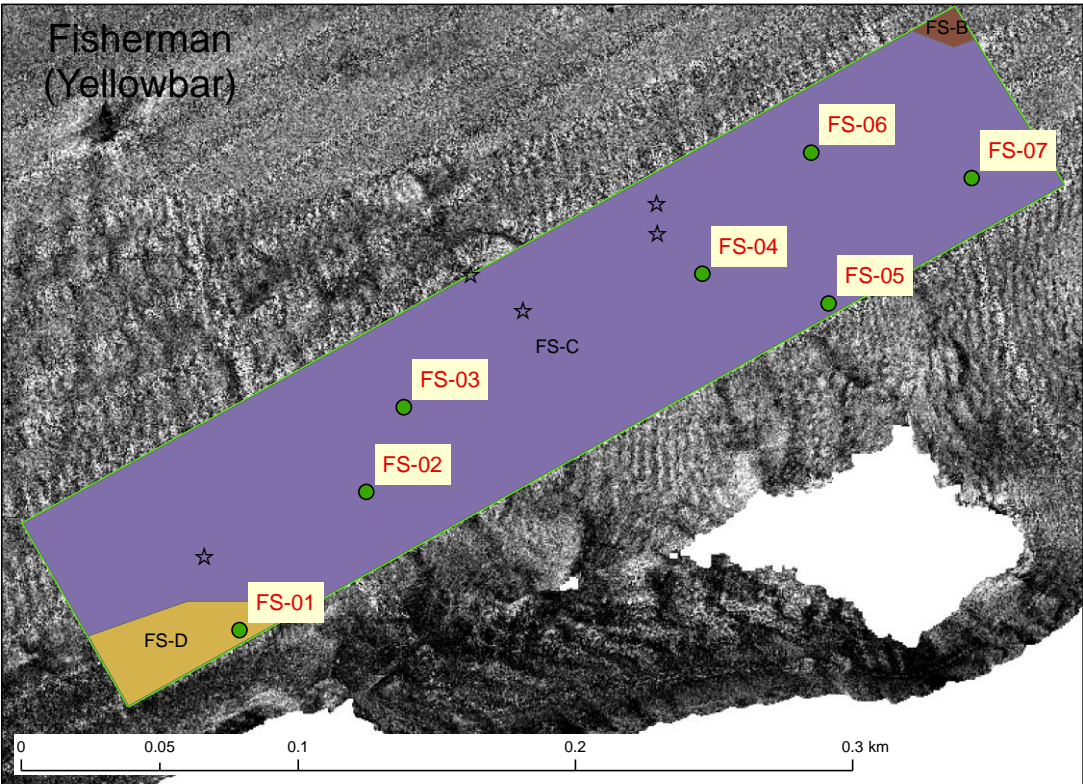 Fisherman
(Yellowbar)
FS-B
FS-06
FS-07
FS-04
FS-05
FS-C
FS-03
FS-02
FS-01
FS-D
0 0.05 0.1 0.2 0.3 km